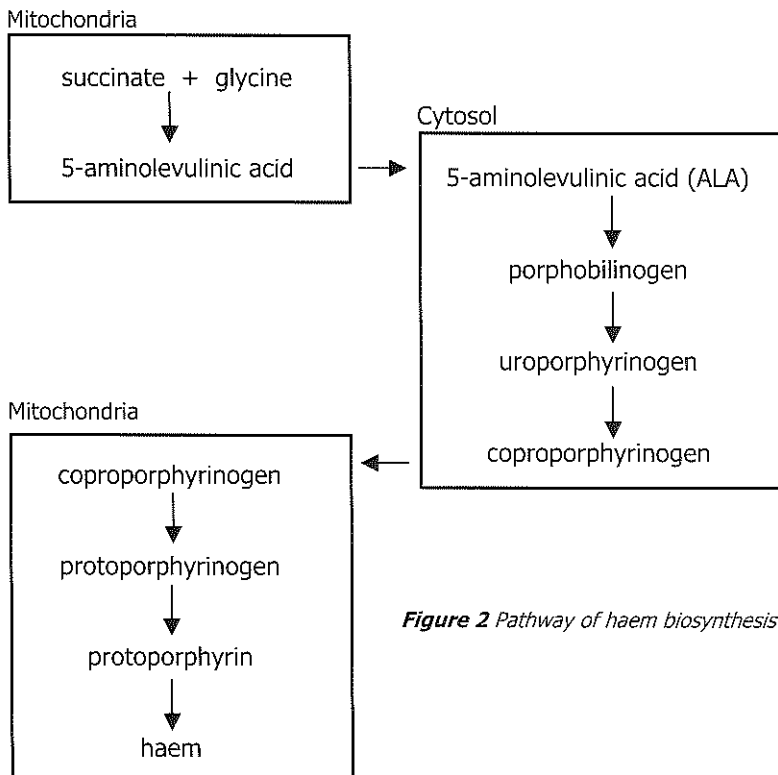 Mitochondria
succinate + glycine
5-aminolevulinic acid
Cytosol
5-aminolevulinic acid (ALA)
porphobilinogen
uroporphyrinogen
coproporphyrinogen
Mitochondria
coproporphyrinogen
protoporphyrinogen
protoporphyrin
haem
Figure 2 Pathway of haem biosynthesis